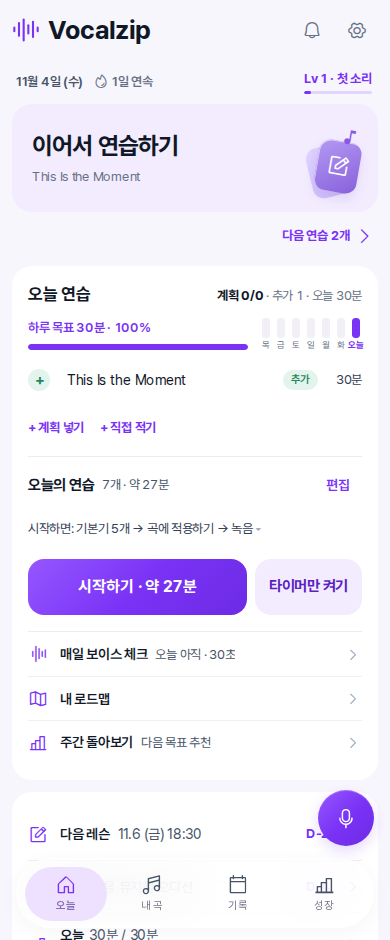 Vocalzip
11월 4일 (수) 1일 연속 Lv 1 · 첫 소리
이어서 연습하기
This Is the Moment
다음 연습 2개
오늘 연습 계획 0/0 · 추가 1 · 오늘 30분
하루 목표 30분 · 100%
목 금 토 일 월 화 오늘
+ This Is the Moment 추가 30분
+ 계획 넣기 + 직접 적기
오늘의 연습 7개 · 약 27분 편집
시작하면: 기본기 5개 → 곡에 적용하기 → 녹음
시작하기 · 약 27분 타이머만 켜기
매일 보이스 체크 오늘 아직 · 30초
내 로드맵
주간 돌아보기 다음 목표 추천
다음 레슨 11.6 (금) 18:30
오늘 내 곡 기록 성장
오늘 30분 / 30분